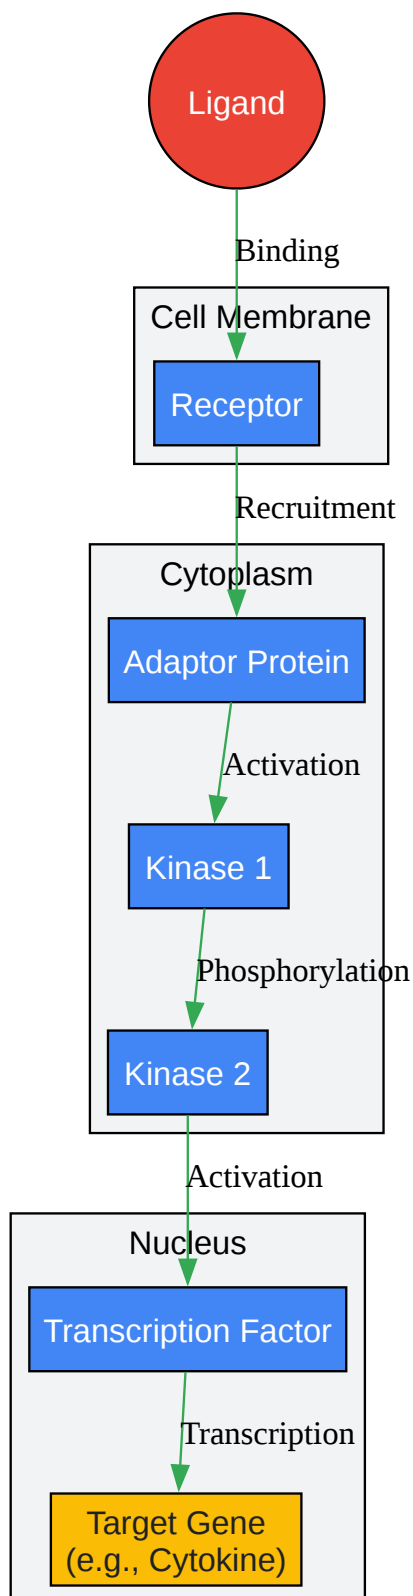 Ligand
Binding
Cell Membrane
Receptor
Recruitment
Cytoplasm
Adaptor Protein
Activation
Kinase 1
Phosphorylation
Kinase 2
Activation
Nucleus
Transcription Factor
Transcription
Target Gene
(e.g., Cytokine)